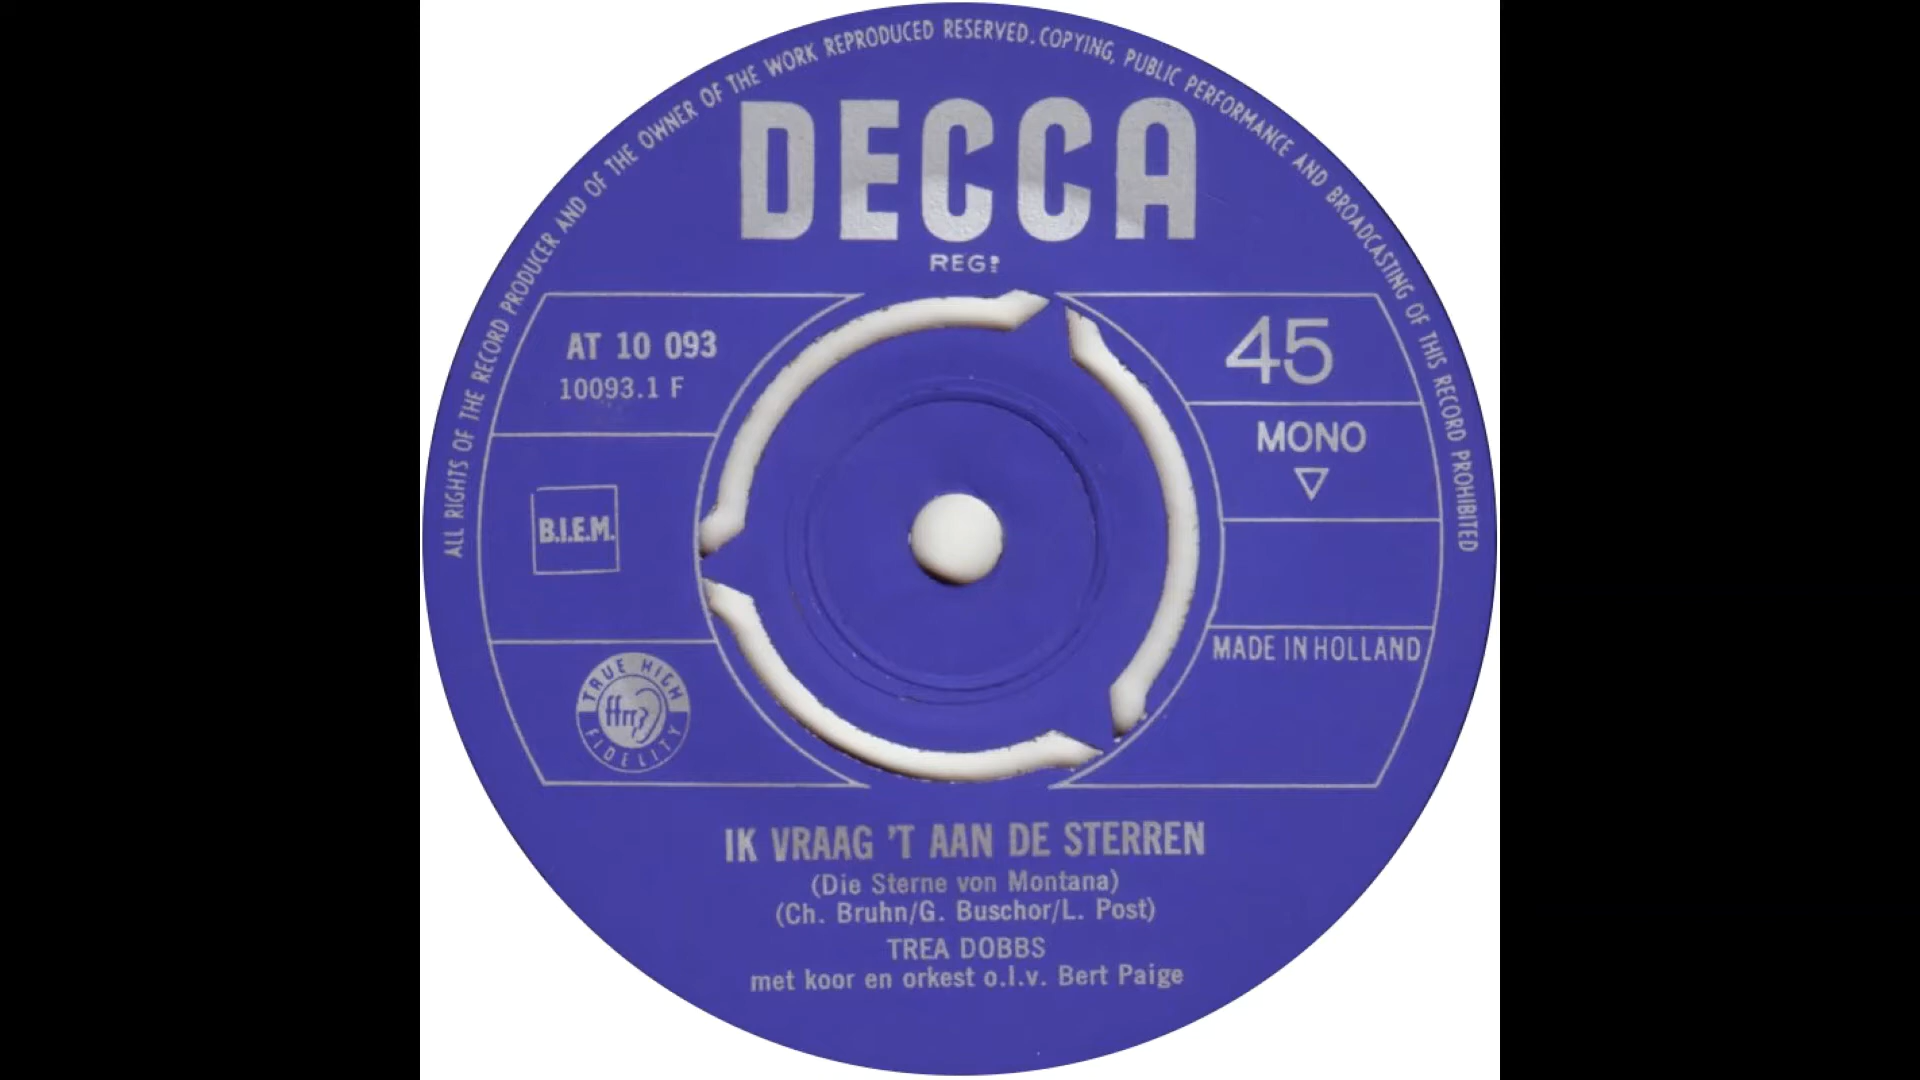 ALL RIGHTS OF THE RECORD PRODUCER AND OF THE OWNER OF THE WORK REPRODUCED RESERVED. COPYING, PUBLIC PERFORMANCE AND BROADCASTING OF THIS RECORD PROHIBITED
DECCA
REGD
AT 10 093
10093.1 F
45
MONO
B.I.E.M.
MADE IN HOLLAND
TRUE HIGH
ffrr
FIDELITY
IK VRAAG 'T AAN DE STERREN
(Die Sterne von Montana)
(Ch. Bruhn/G. Buschor/L. Post)
TREA DOBBS
met koor en orkest o.l.v. Bert Paige